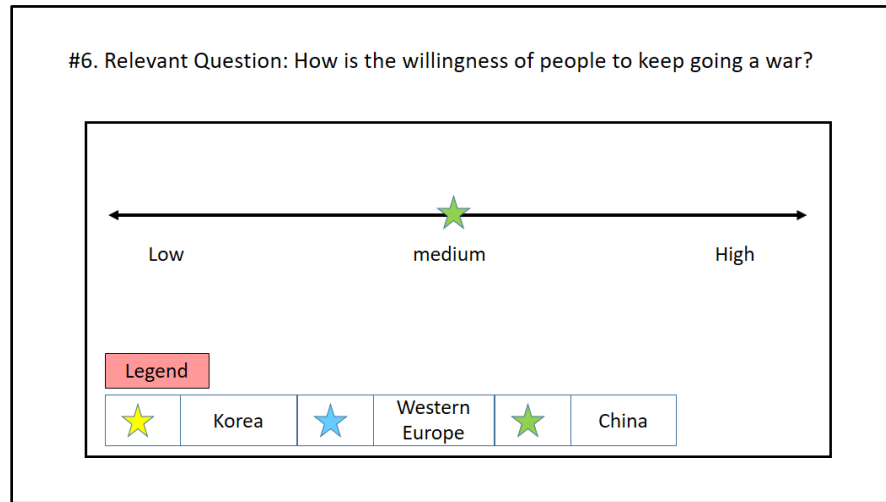 #6. Relevant Question: How is the willingness of people to keep going a war?
Low medium High
Legend
Korea
Western
Europe
China